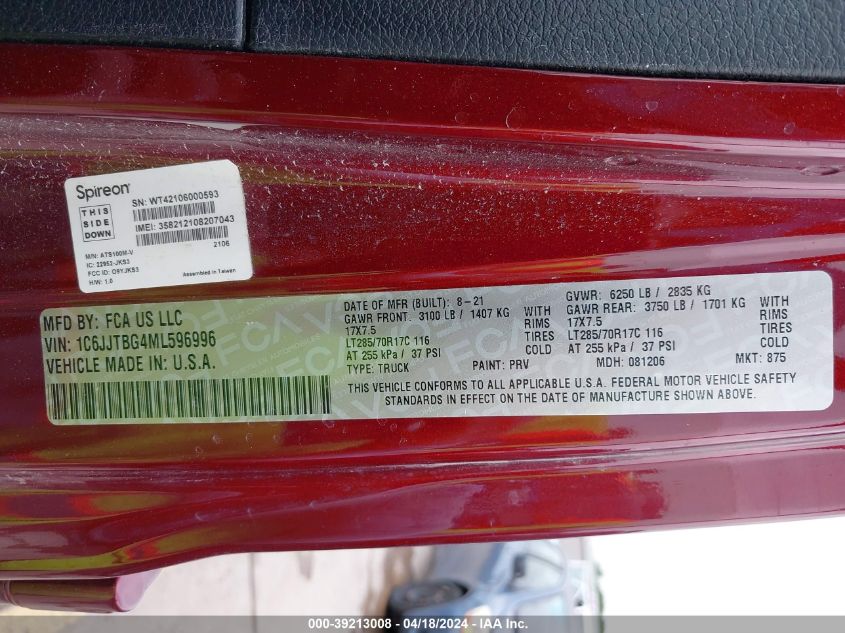 Spireon
THIS
SIDE
DOWN
SN: WT42106000593
IMEI: 358212108207043
2106
M/N: ATS100M-V
IC: 22952-JKS3
FCC ID: O9YJKS3
H/W: 1.0
Assembled in Taiwan
MFD BY: FCA US LLC
VIN: 1C6JJTBG4ML596996
VEHICLE MADE IN: U.S.A.
DATE OF MFR (BUILT): 8-21
GAWR FRONT: 3100 LB / 1407 KG WITH
17X7.5 RIMS
LT285/70R17C 116 TIRES
AT 255 kPa / 37 PSI COLD
TYPE: TRUCK PAINT: PRV
GVWR: 6250 LB / 2835 KG
GAWR REAR: 3750 LB / 1701 KG WITH
17X7.5 RIMS
LT285/70R17C 116 TIRES
AT 255 kPa / 37 PSI COLD
MDH: 081206 MKT: 875
THIS VEHICLE CONFORMS TO ALL APPLICABLE U.S.A. FEDERAL MOTOR VEHICLE SAFETY
STANDARDS IN EFFECT ON THE DATE OF MANUFACTURE SHOWN ABOVE.
000-39213008 - 04/18/2024 - IAAI.com